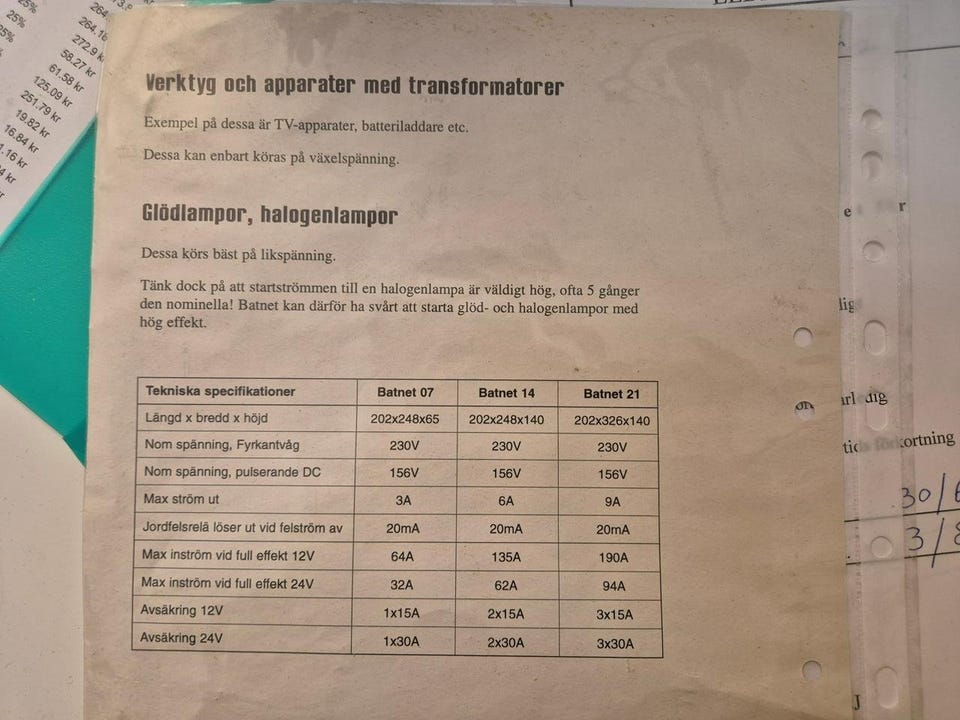 25%
25%
25%
264.16
272.9 k
58.27 kr
61.58 kr
125.09 kr
251.79 kr
19.82 kr
16.84 kr
.16 kr
kr
Verktyg och apparater med transformatorer
Exempel på dessa är TV-apparater, batteriladdare etc.
Dessa kan enbart köras på växelspänning.
Glödlampor, halogenlampor
Dessa körs bäst på likspänning.
Tänk dock på att startströmmen till en halogenlampa är väldigt hög, ofta 5 gånger
den nominella! Batnet kan därför ha svårt att starta glöd- och halogenlampor med
hög effekt.
Tekniska specifikationer Batnet 07 Batnet 14 Batnet 21
Längd x bredd x höjd 202x248x65 202x248x140 202x326x140
Nom spänning, Fyrkantvåg 230V 230V 230V
Nom spänning, pulserande DC 156V 156V 156V
Max ström ut 3A 6A 9A
Jordfelsrelä löser ut vid felström av 20mA 20mA 20mA
Max inström vid full effekt 12V 64A 135A 190A
Max inström vid full effekt 24V 32A 62A 94A
Avsäkring 12V 1x15A 2x15A 3x15A
Avsäkring 24V 1x30A 2x30A 3x30A
dig
förkortning
30/6
3/8
J